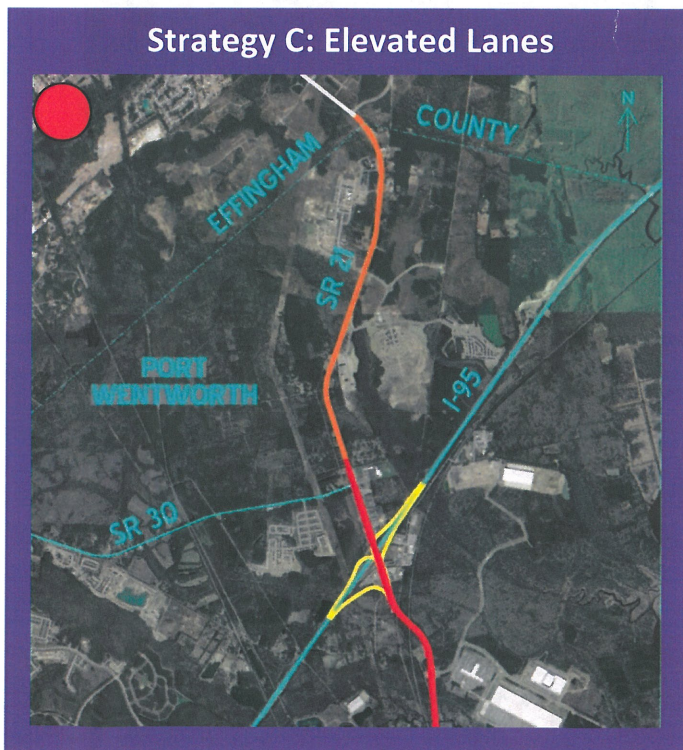 Strategy C: Elevated Lanes
N
COUNTY
EFFINGHAM
SR 21
PORT
WENTWORTH
I-95
SR 30